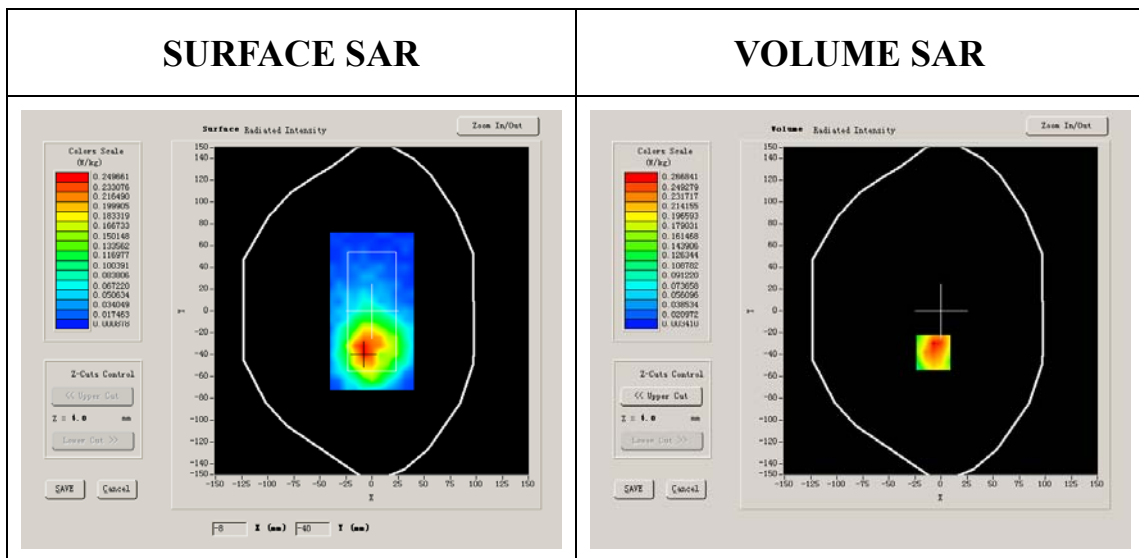 SURFACE SAR
VOLUME SAR
Surface Radiated Intensity
Zoom In/Out
Colors Scale
(W/kg)
0.249661
0.233076
0.216490
0.199905
0.183319
0.166733
0.150148
0.133562
0.116977
0.100391
0.083806
0.067220
0.050634
0.034049
0.017463
0.000878
150
140
120
100
80
60
40
20
0
-20
-40
-60
-80
-100
-120
-140
-150
Y
-150 -125 -100 -75 -50 -25 0 25 50 75 100 125 150
X
Z-Cuts Control
<< Upper Cut
Z = 4.0 mm
Lower Cut >>
SAVE
Cancel
-8 X (mm) -40 Y (mm)
Volume Radiated Intensity
Zoom In/Out
Colors Scale
(W/kg)
0.266841
0.249279
0.231717
0.214155
0.196593
0.179031
0.161468
0.143906
0.126344
0.108782
0.091220
0.073658
0.056096
0.038534
0.020972
0.003410
150
140
120
100
80
60
40
20
0
-20
-40
-60
-80
-100
-120
-140
-150
Y
-150 -125 -100 -75 -50 -25 0 25 50 75 100 125 150
X
Z-Cuts Control
<< Upper Cut
Z = 4.0 mm
Lower Cut >>
SAVE
Cancel